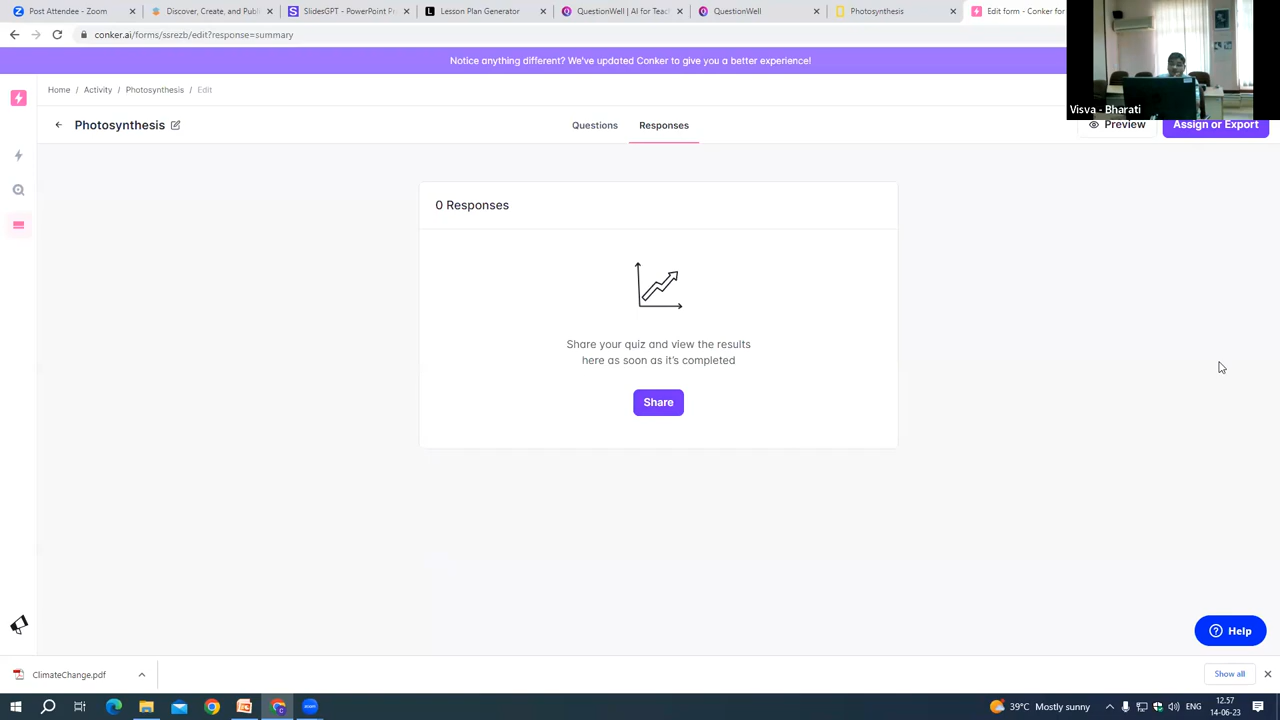 Post Attendee - Zoom
Discover, Create, and Publ
SlidesGPT - PowerPoint P
Lesson Plan Generator
QuestionWell | AI for Teach
QuestionWell
Photosynthesis
Edit form - Conker for
conker.ai/forms/ssrezb/edit?response=summary
Notice anything different? We've updated Conker to give you a better experience!
Visva - Bharati
Home / Activity / Photosynthesis / Edit
Photosynthesis
Questions
Responses
Preview
Assign or Export
0 Responses
Share your quiz and view the results
here as soon as it's completed
Share
Help
ClimateChange.pdf
Show all
39°C Mostly sunny
ENG
12.57
14-06-23